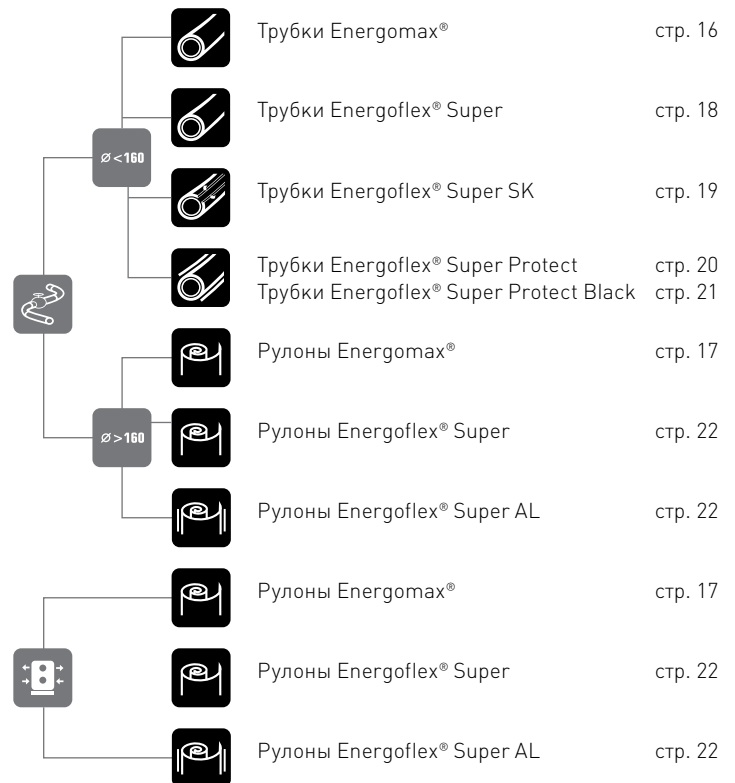 Трубки Energomax® стр. 16
Трубки Energoflex® Super стр. 18
⌀<160
Трубки Energoflex® Super SK стр. 19
Трубки Energoflex® Super Protect стр. 20
Трубки Energoflex® Super Protect Black стр. 21
Рулоны Energomax® стр. 17
⌀>160
Рулоны Energoflex® Super стр. 22
Рулоны Energoflex® Super AL стр. 22
Рулоны Energomax® стр. 17
Рулоны Energoflex® Super стр. 22
Рулоны Energoflex® Super AL стр. 22